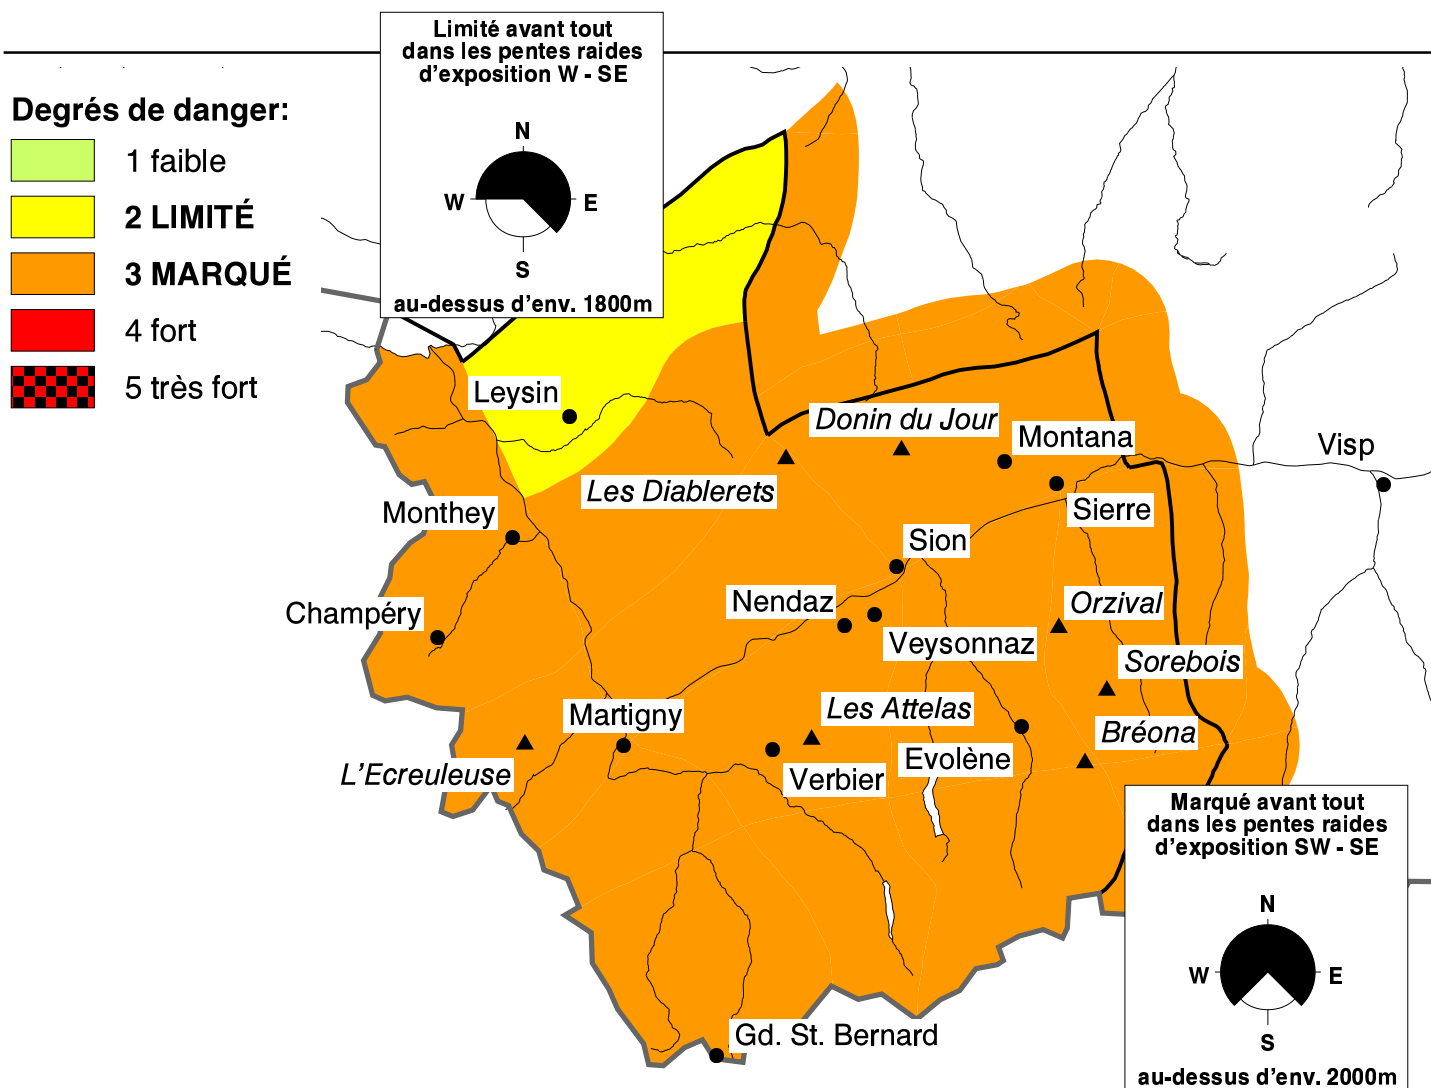 Limité avant tout
dans les pentes raides
d'exposition W - SE
N
W
E
S
au-dessus d'env. 1800m
Degrés de danger:
1 faible
2 LIMITÉ
3 MARQUÉ
4 fort
5 très fort
Leysin
Donin du Jour
Montana
Visp
Les Diablerets
Sierre
Monthey
Sion
Nendaz
Orzival
Champéry
Veysonnaz
Sorebois
Martigny
Les Attelas
Bréona
L'Ecreuleuse
Verbier
Evolène
Gd. St. Bernard
Marqué avant tout
dans les pentes raides
d'exposition SW - SE
N
W
E
S
au-dessus d'env. 2000m